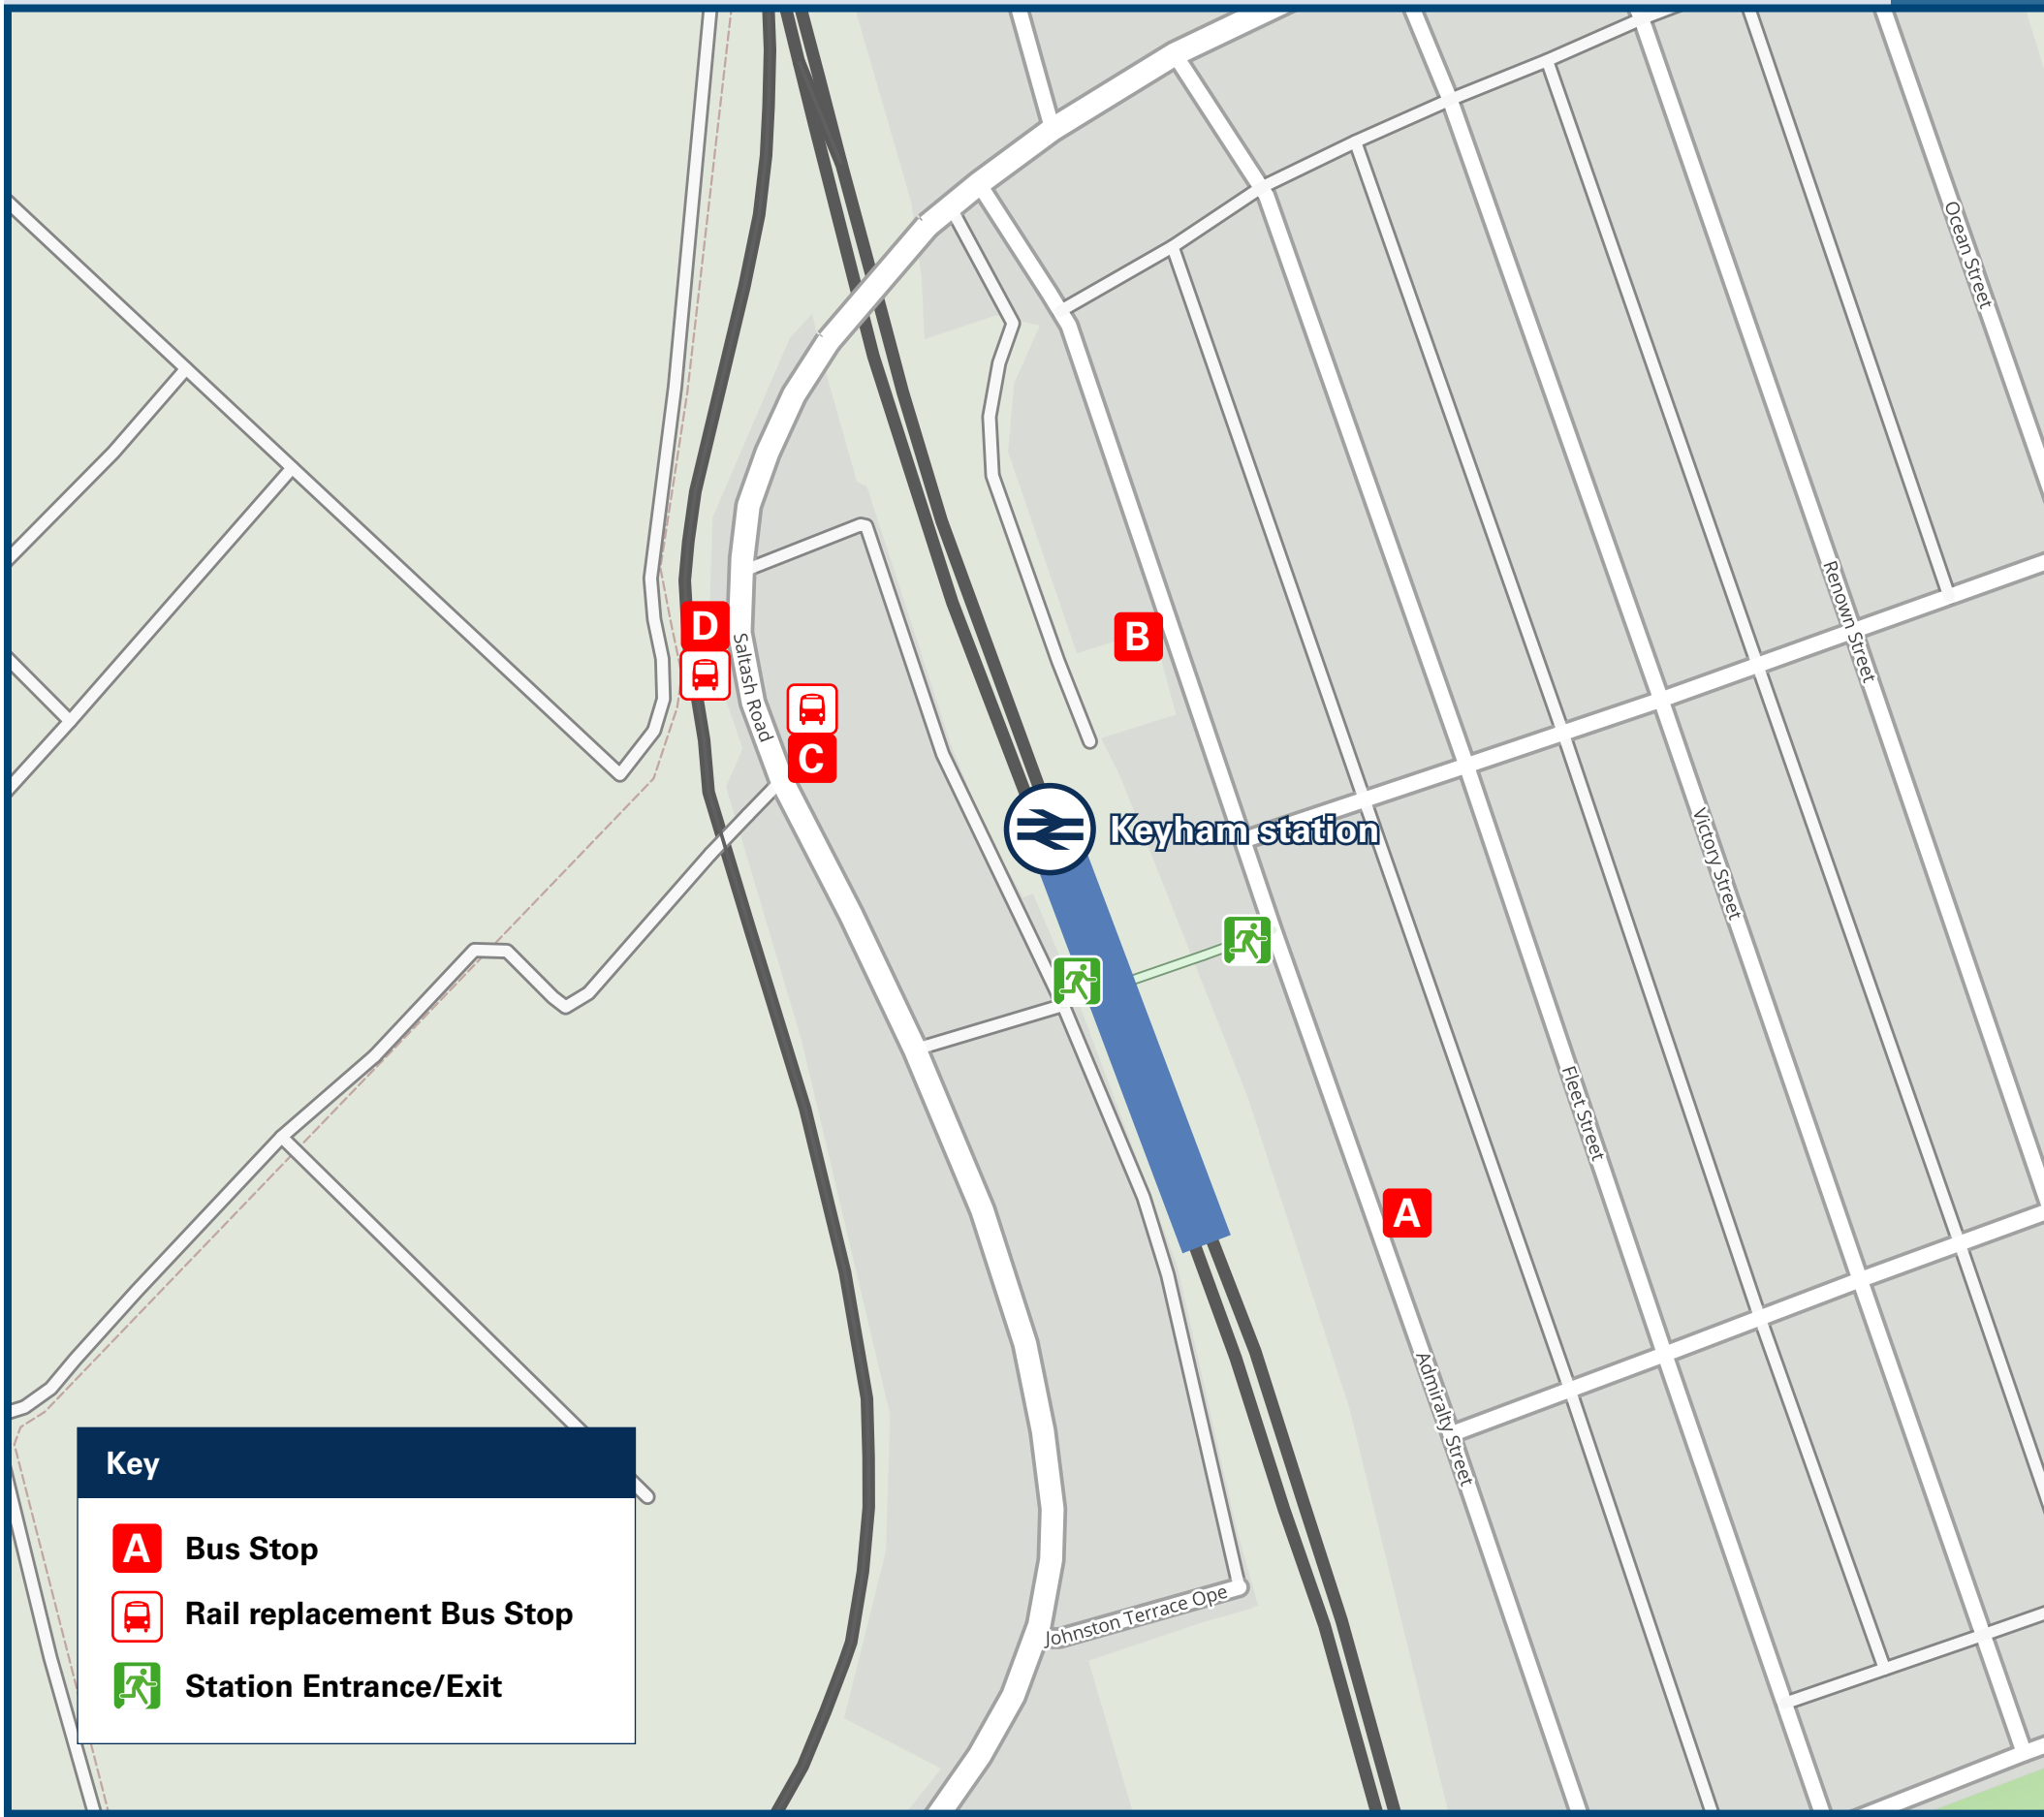 Ocean Street
Renown Street
D
B
Saltash Road
C
Keyham station
Victory Street
Fleet Street
A
Admiralty Street
Johnston Terrace Ope
Key
A Bus Stop
Rail replacement Bus Stop
Station Entrance/Exit